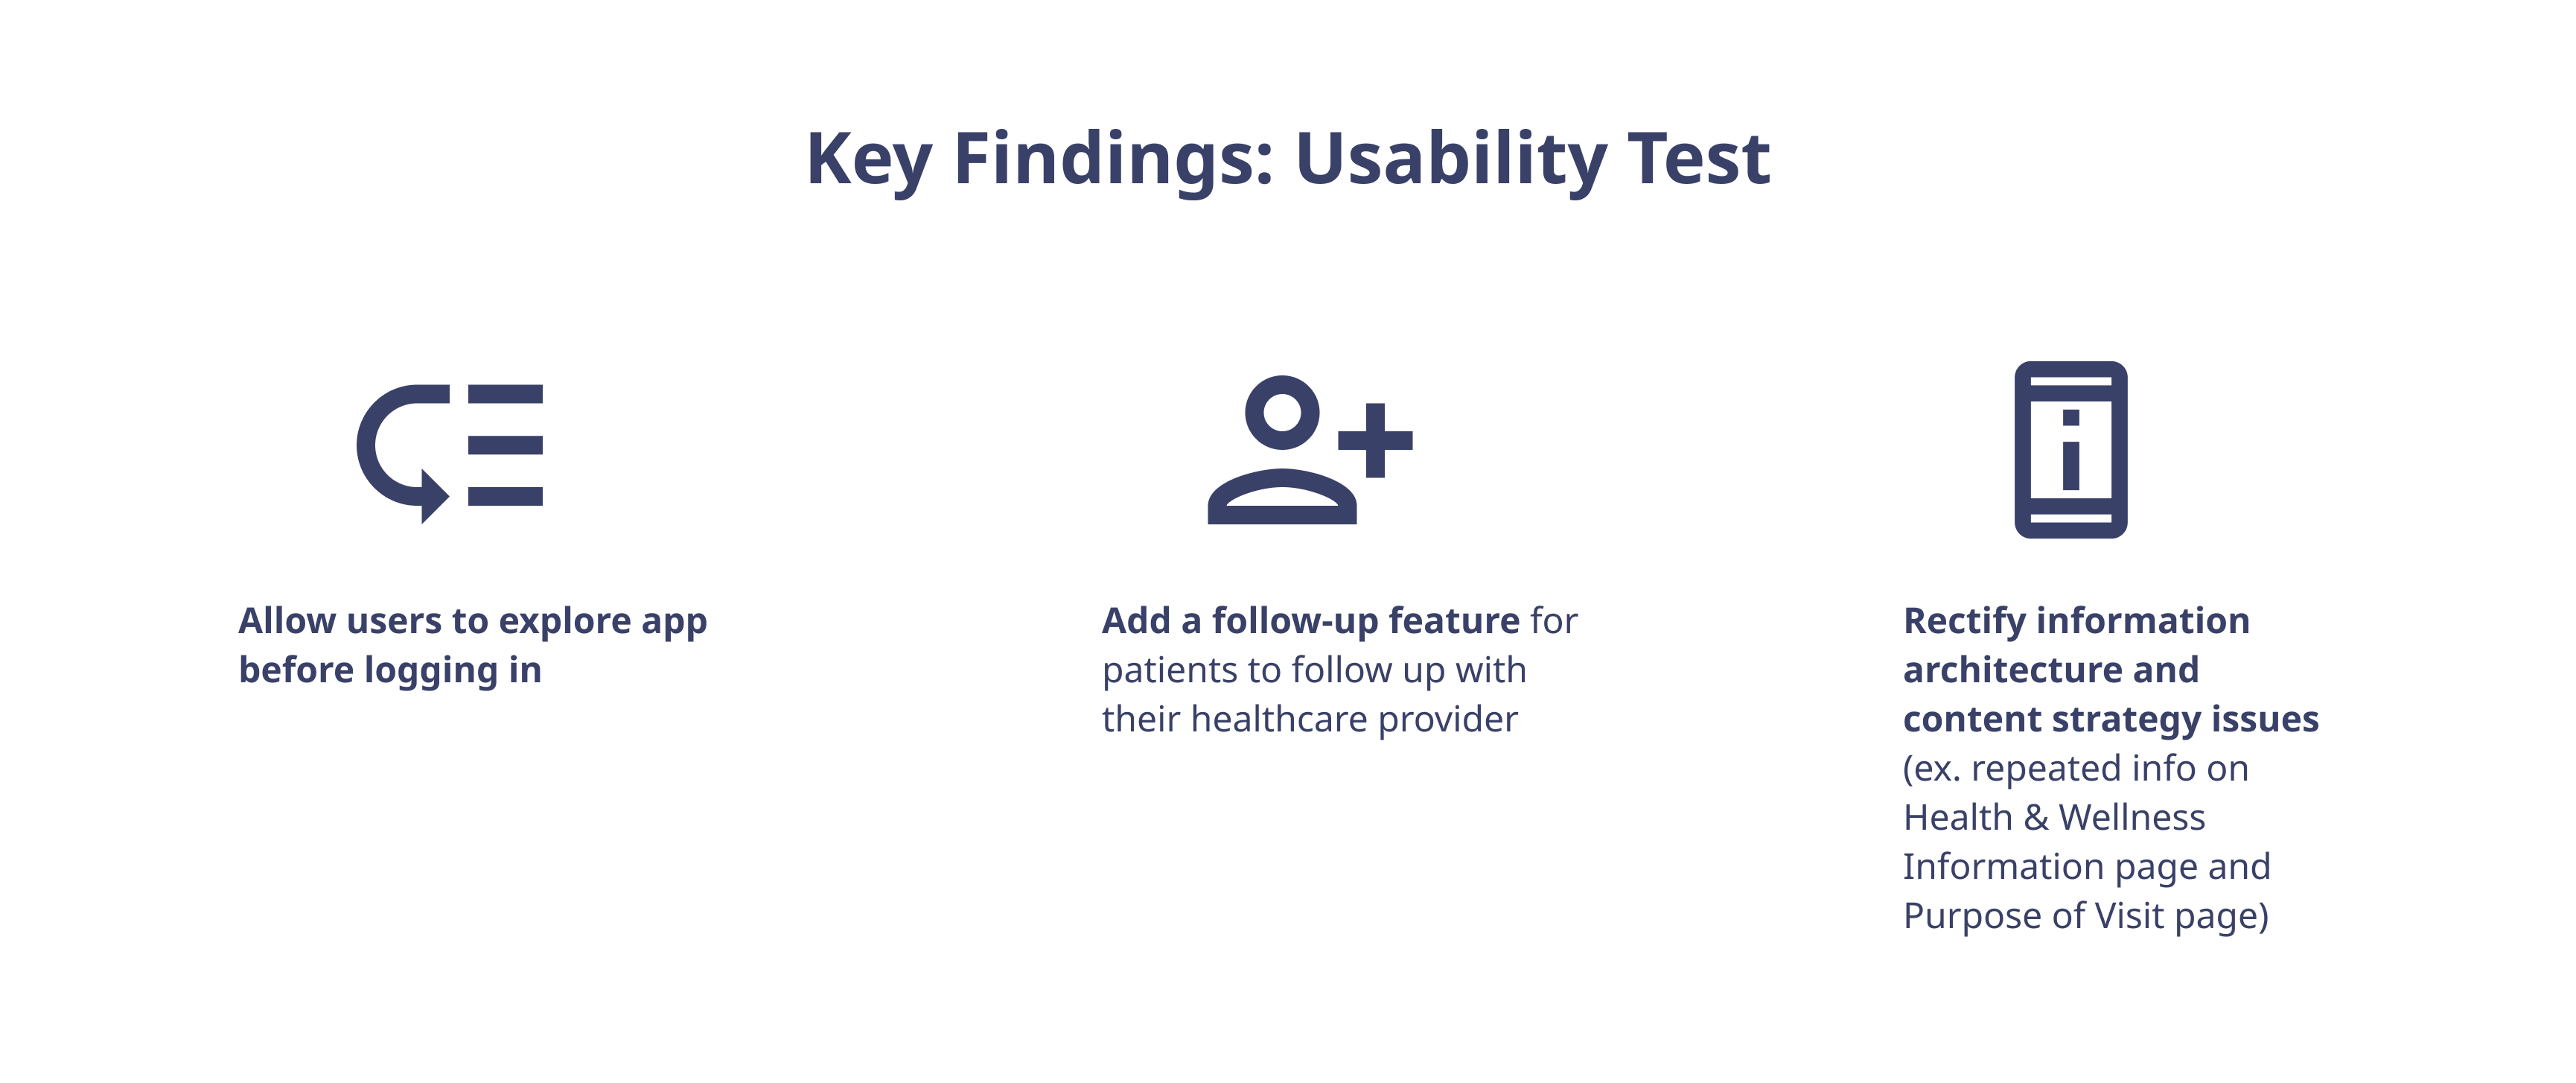 Key Findings: Usability Test
Allow users to explore app
before logging in
Add a follow-up feature for
patients to follow up with
their healthcare provider
Rectify information
architecture and
content strategy issues
(ex. repeated info on
Health & Wellness
Information page and
Purpose of Visit page)